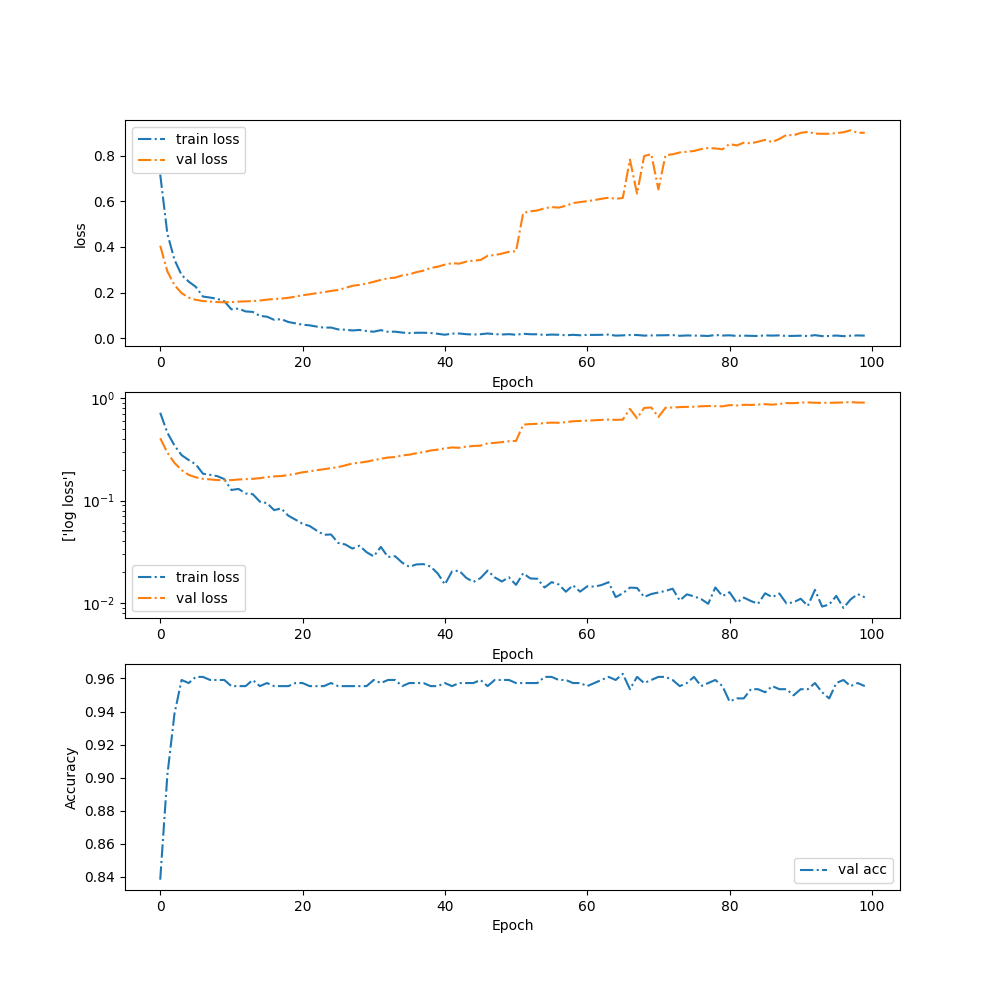 train loss
val loss
loss
0.8
0.6
0.4
0.2
0.0
0 20 40 60 80 100
Epoch
['log loss']
10⁰
10⁻¹
10⁻²
train loss
val loss
0 20 40 60 80 100
Epoch
Accuracy
0.96
0.94
0.92
0.90
0.88
0.86
0.84
val acc
0 20 40 60 80 100
Epoch